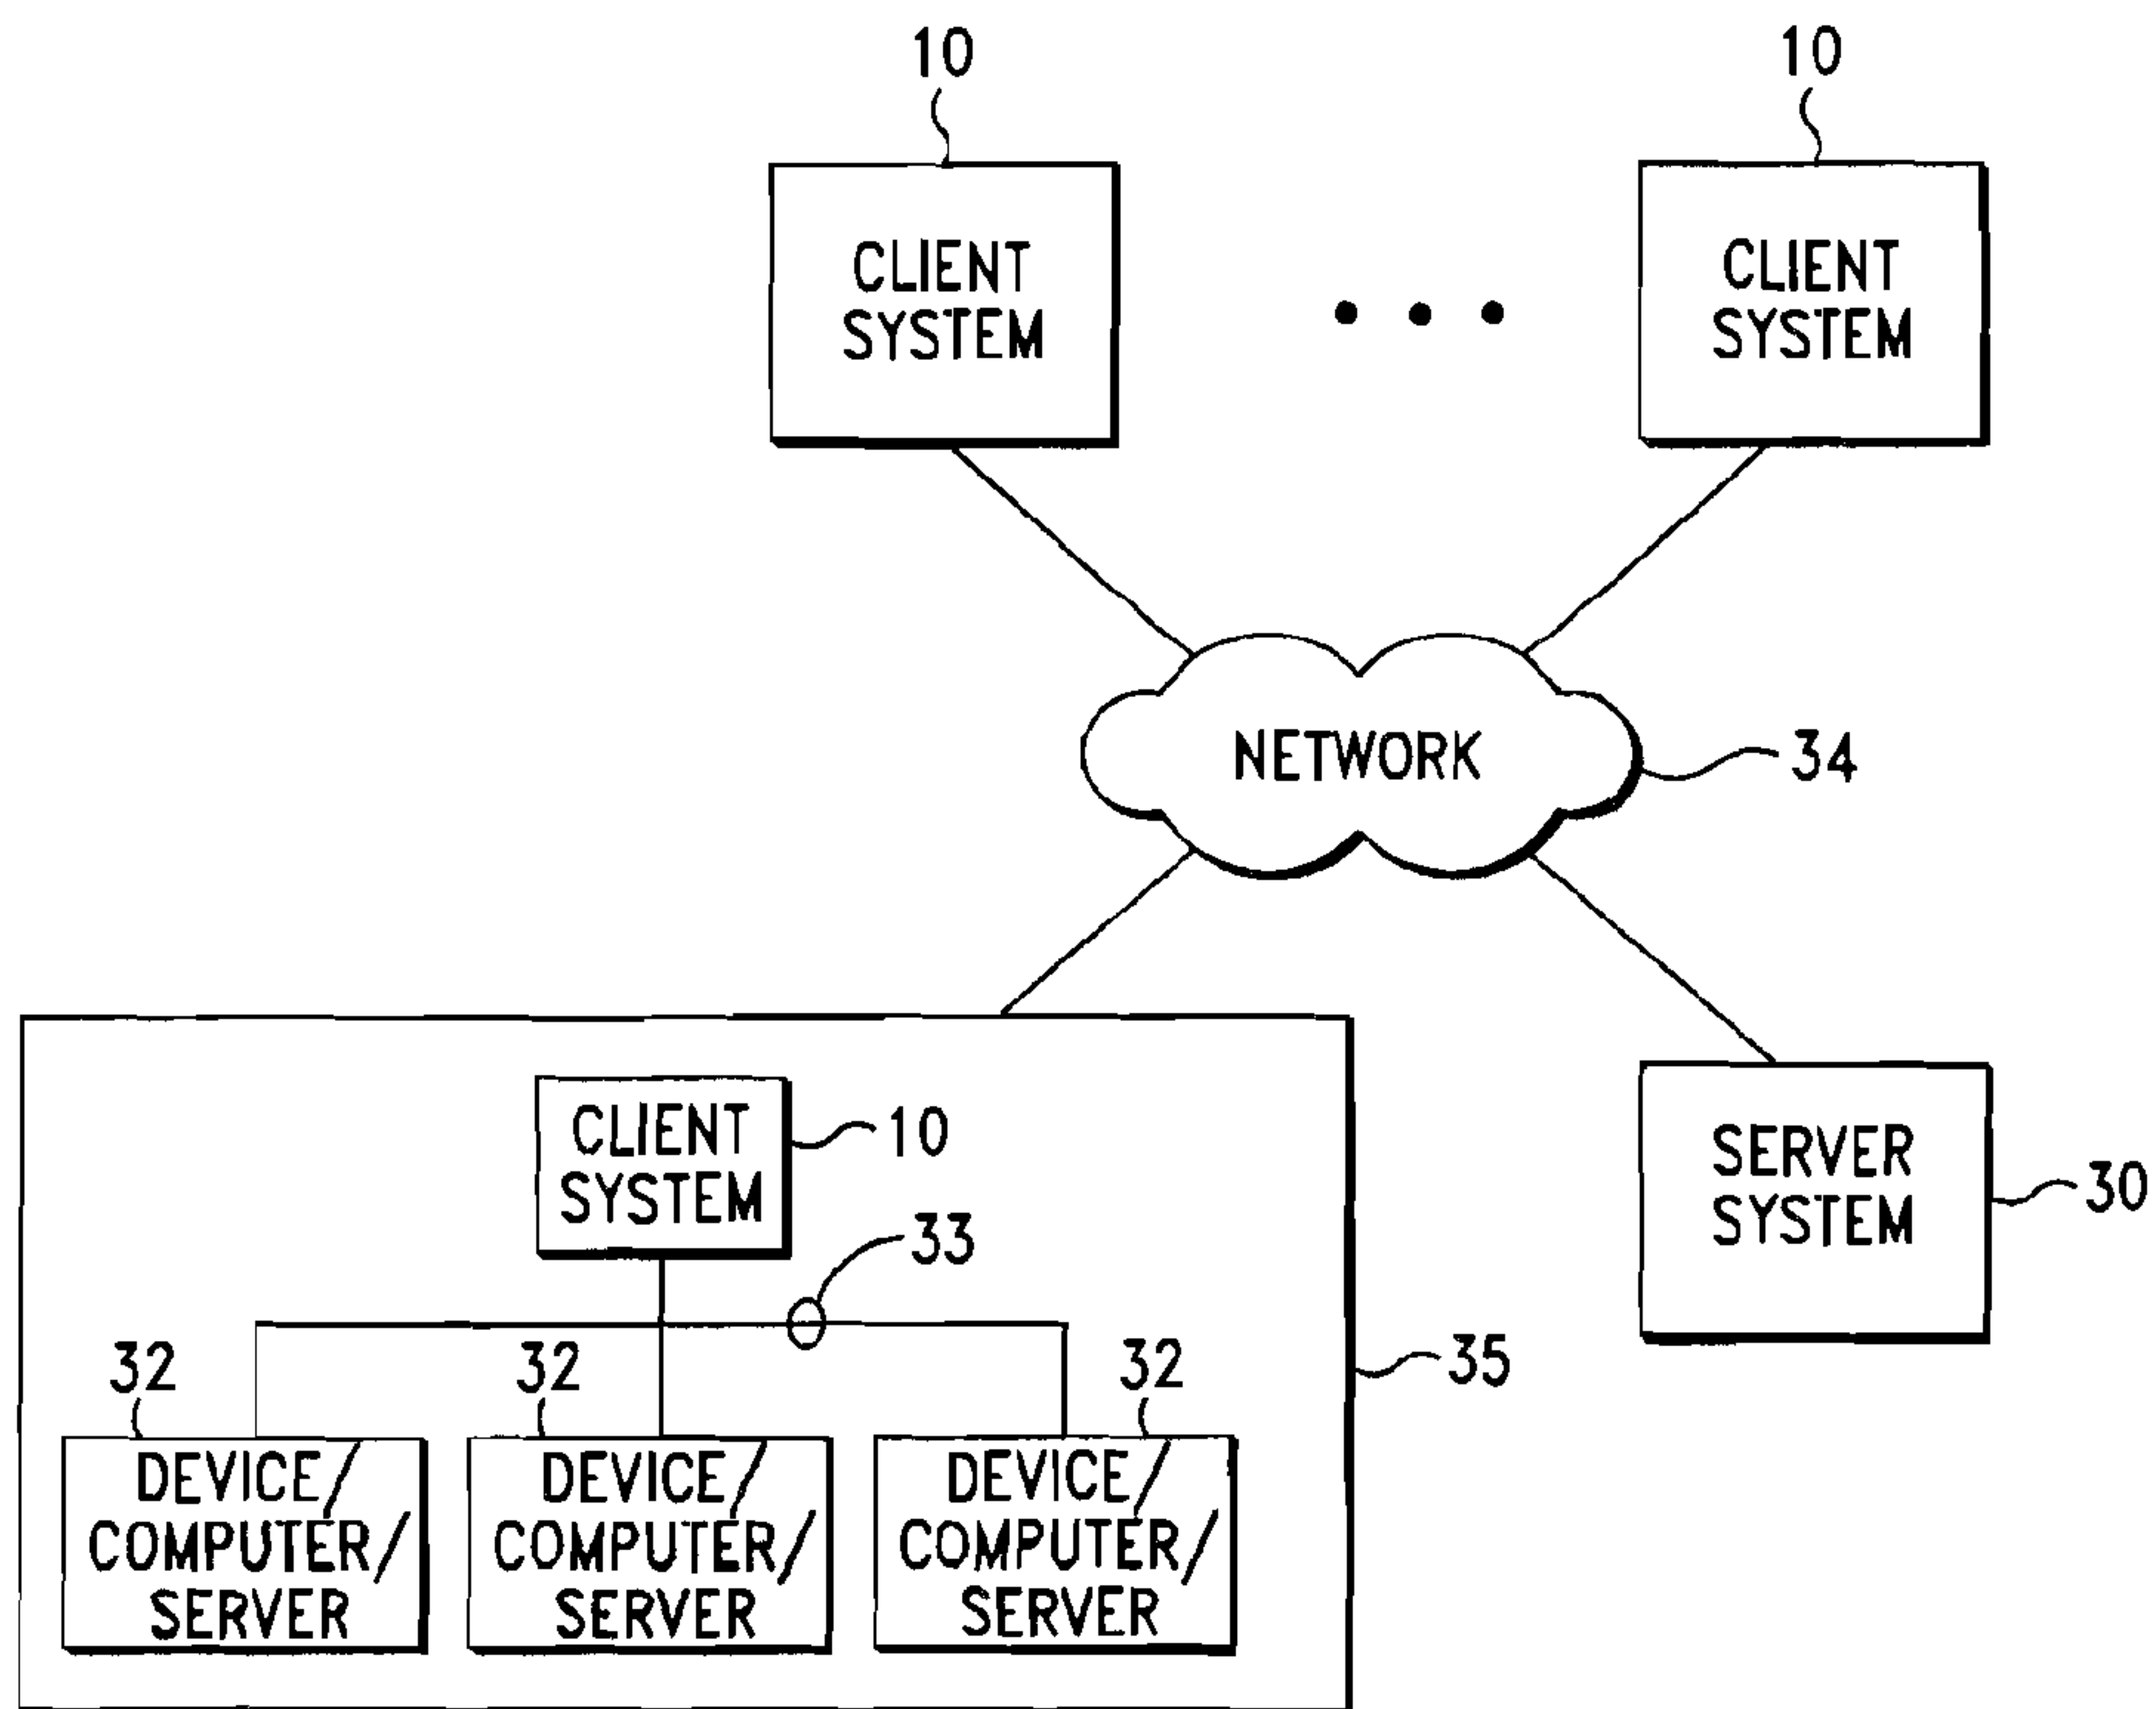 10
10
CLIENT
SYSTEM
CLIENT
SYSTEM
NETWORK
34
CLIENT
SYSTEM
10
33
SERVER
SYSTEM
30
35
32
32
32
DEVICE/
COMPUTER/
SERVER
DEVICE/
COMPUTER/
SERVER
DEVICE/
COMPUTER/
SERVER